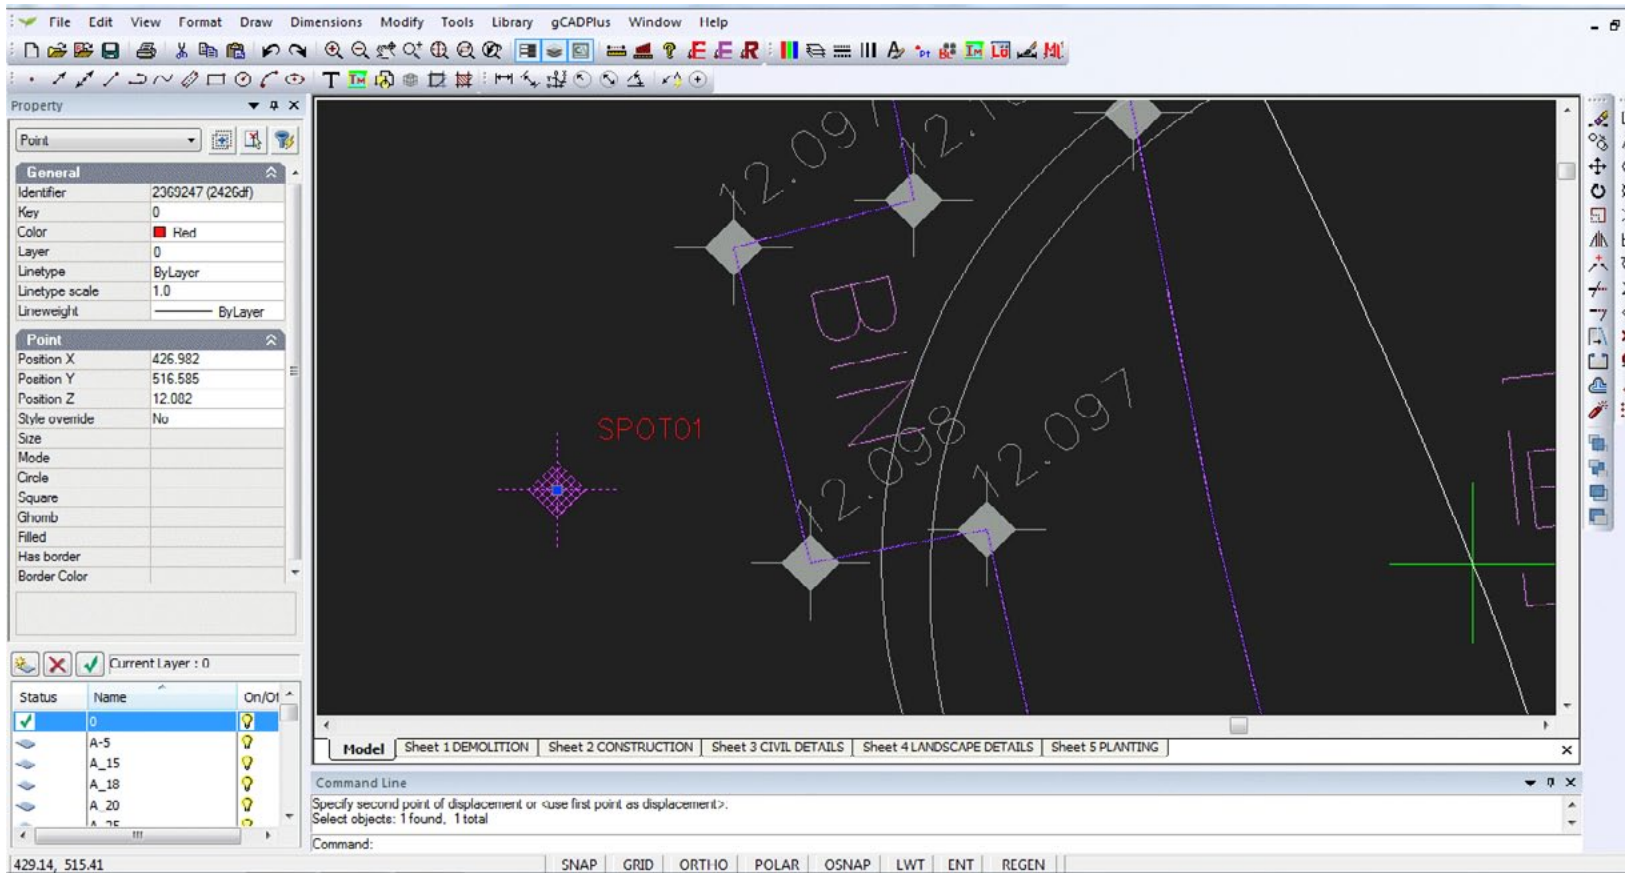 File Edit View Format Draw Dimensions Modify Tools Library gCADPlus Window Help
Property
Point
General
Identifier 2369247 (2426df)
Key 0
Color Red
Layer 0
Linetype ByLayer
Linetype scale 1.0
Lineweight ByLayer
Point
Position X 426.982
Position Y 516.585
Position Z 12.082
Style override No
Size
Mode
Circle
Square
Ghomb
Filled
Has border
Border Color
Current Layer : 0
Status Name On/Of
0
A-5
A_15
A_18
A_20
12.097
BIN
SPOT01
12.098
12.097
Model Sheet 1 DEMOLITION Sheet 2 CONSTRUCTION Sheet 3 CIVIL DETAILS Sheet 4 LANDSCAPE DETAILS Sheet 5 PLANTING
Command Line
Specify second point of displacement or <use first point as displacement>.
Select objects: 1 found, 1 total
Command:
429.14, 515.41 SNAP GRID ORTHO POLAR OSNAP LWT ENT REGEN